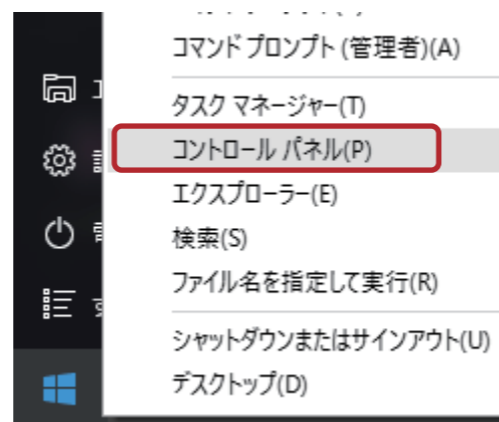 コマンド プロンプト (管理者)(A)
タスク マネージャー(T)
コントロール パネル(P)
エクスプローラー(E)
検索(S)
ファイル名を指定して実行(R)
シャットダウンまたはサインアウト(U)
デスクトップ(D)